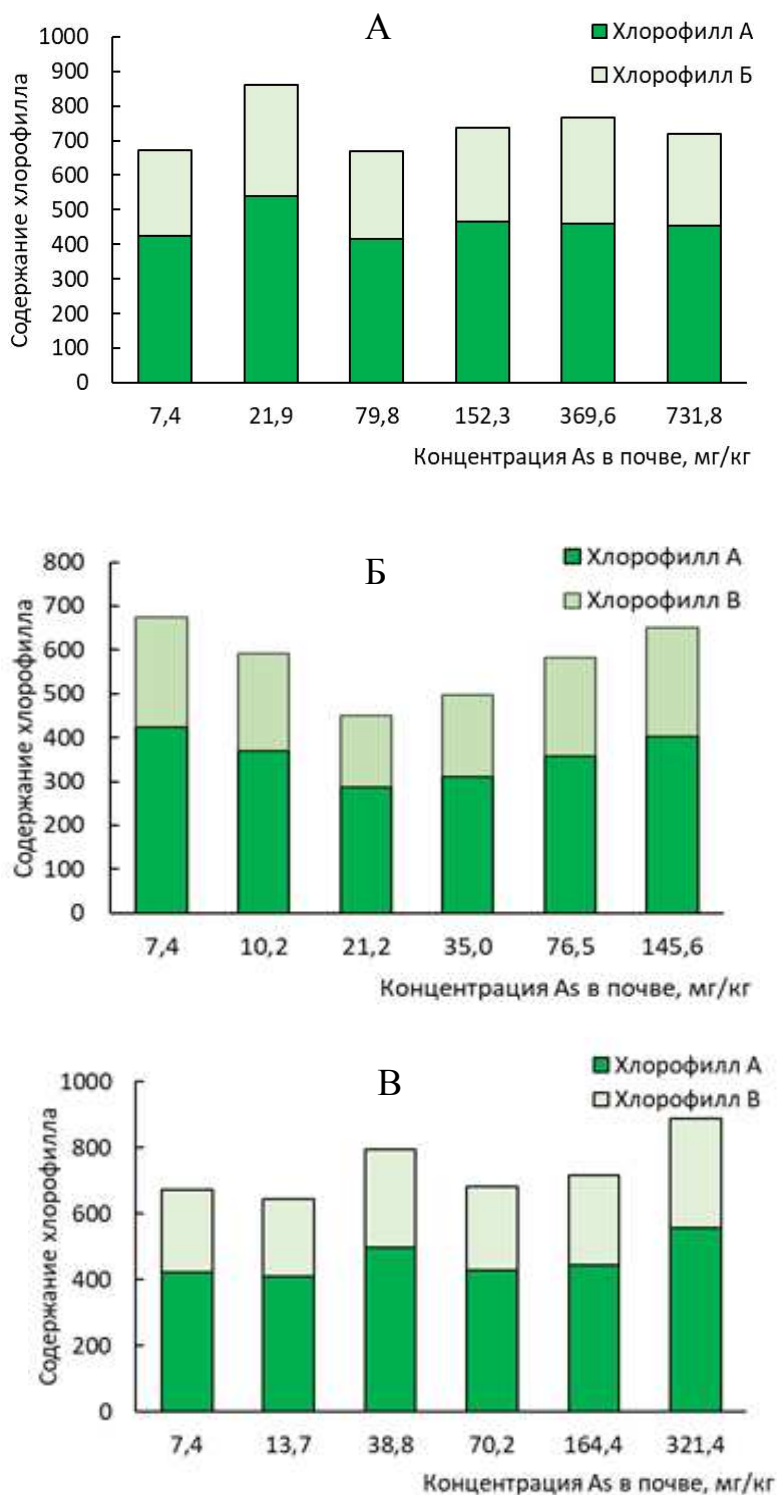 А
Хлорофилл А
Хлорофилл Б
Содержание хлорофилла
1000
900
800
700
600
500
400
300
200
100
0
7,4 21,9 79,8 152,3 369,6 731,8
Концентрация As в почве, мг/кг
Б
Хлорофилл А
Хлорофилл В
Содержание хлорофилла
800
700
600
500
400
300
200
100
0
7,4 10,2 21,2 35,0 76,5 145,6
Концентрация As в почве, мг/кг
В
Хлорофилл А
Хлорофилл В
Содержание хлорофилла
1000
800
600
400
200
0
7,4 13,7 38,8 70,2 164,4 321,4
Концентрация As в почве, мг/кг